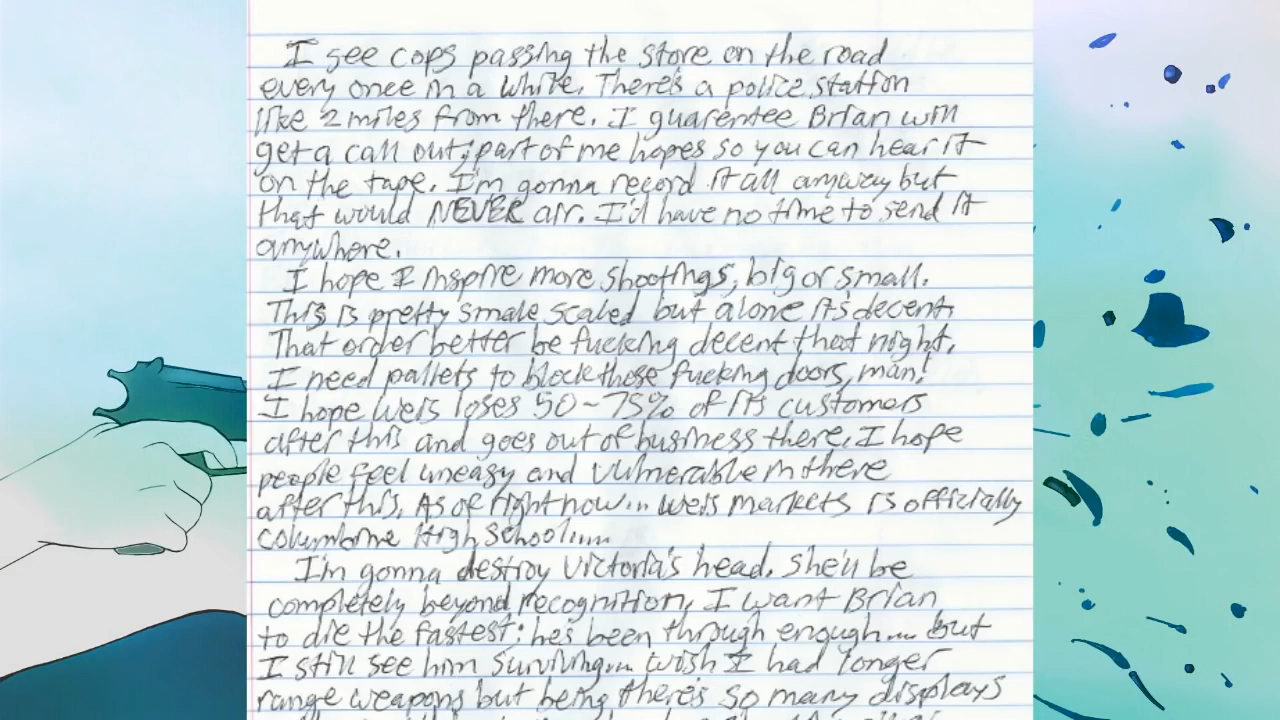 I see cops passing the store on the road
every once in a while. There's a police station
like 2 miles from there. I guarentee Brian will
get a call out; part of me hopes so you can hear it
on the tape. I'm gonna record it all anyway but
that would NEVER air. I'd have no time to send it
anywhere.
I hope I inspire more shootings, big or small.
This is pretty small scaled but alone it's decent.
That order better be fucking decent that night,
I need pallets to block those fucking doors, man!
I hope Weis loses 50-75% of its customers
after this and goes out of business there. I hope
people feel uneasy and vulnerable in there
after this. As of right now... Weis Markets is officially
Columbine High School.....
I'm gonna destroy Victoria's head. She'll be
completely beyond recognition. I want Brian
to die the fastest; he's been through enough.... but
I still see him surviving.... wish I had longer
range weapons but being there's so many displays